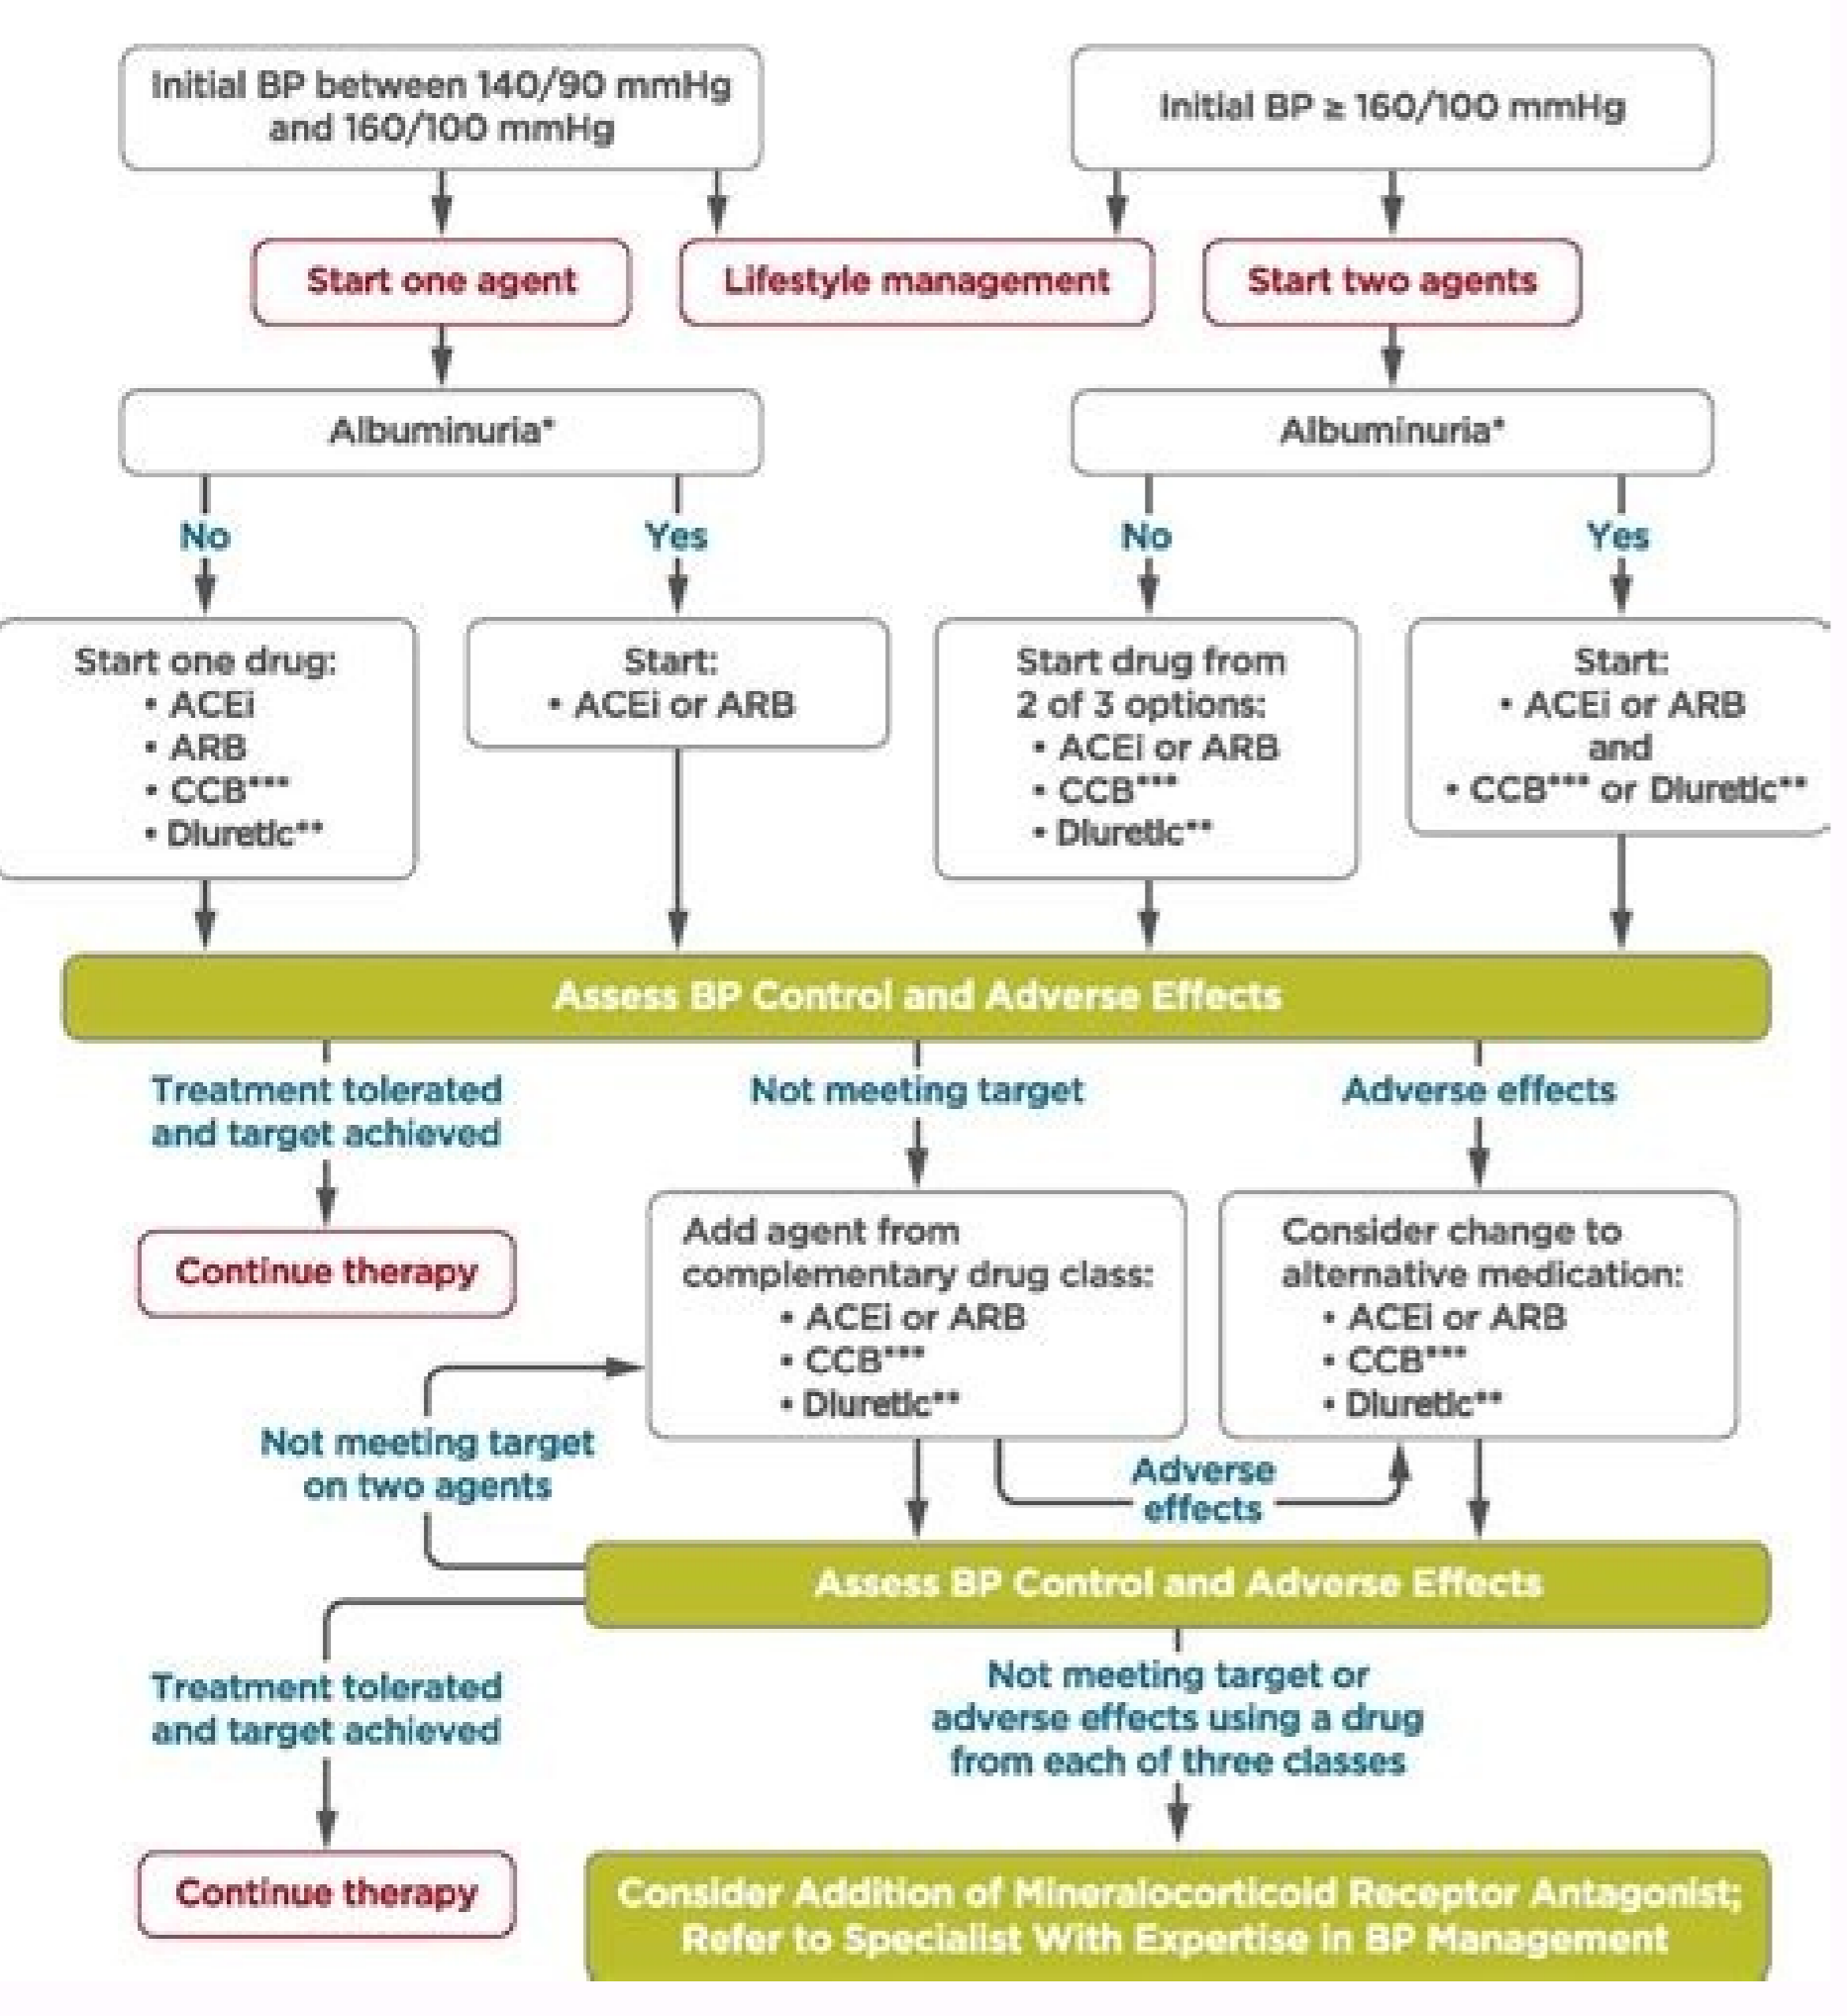 Initial BP between 140/90 mmHg
and 160/100 mmHg
Initial BP ≥ 160/100 mmHg
Start one agent
Lifestyle management
Start two agents
Albuminuria*
Albuminuria*
No
Yes
No
Yes
Start one drug:
• ACEi
• ARB
• CCB***
• Diuretic**
Start:
• ACEi or ARB
Start drug from
2 of 3 options:
• ACEi or ARB
• CCB***
• Diuretic**
Start:
• ACEi or ARB
and
• CCB*** or Diuretic**
Assess BP Control and Adverse Effects
Treatment tolerated
and target achieved
Not meeting target
Adverse effects
Continue therapy
Add agent from
complementary drug class:
• ACEi or ARB
• CCB***
• Diuretic**
Consider change to
alternative medication:
• ACEi or ARB
• CCB***
• Diuretic**
Not meeting target
on two agents
Adverse
effects
Assess BP Control and Adverse Effects
Treatment tolerated
and target achieved
Not meeting target or
adverse effects using a drug
from each of three classes
Continue therapy
Consider Addition of Mineralocorticoid Receptor Antagonist;
Refer to Specialist With Expertise in BP Management